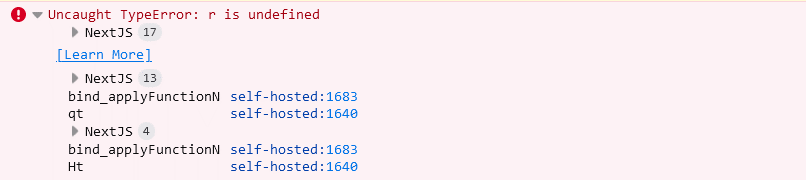 Uncaught TypeError: r is undefined
NextJS 17
[Learn More]
NextJS 13
bind_applyFunctionN self-hosted:1683
qt self-hosted:1640
NextJS 4
bind_applyFunctionN self-hosted:1683
Ht self-hosted:1640